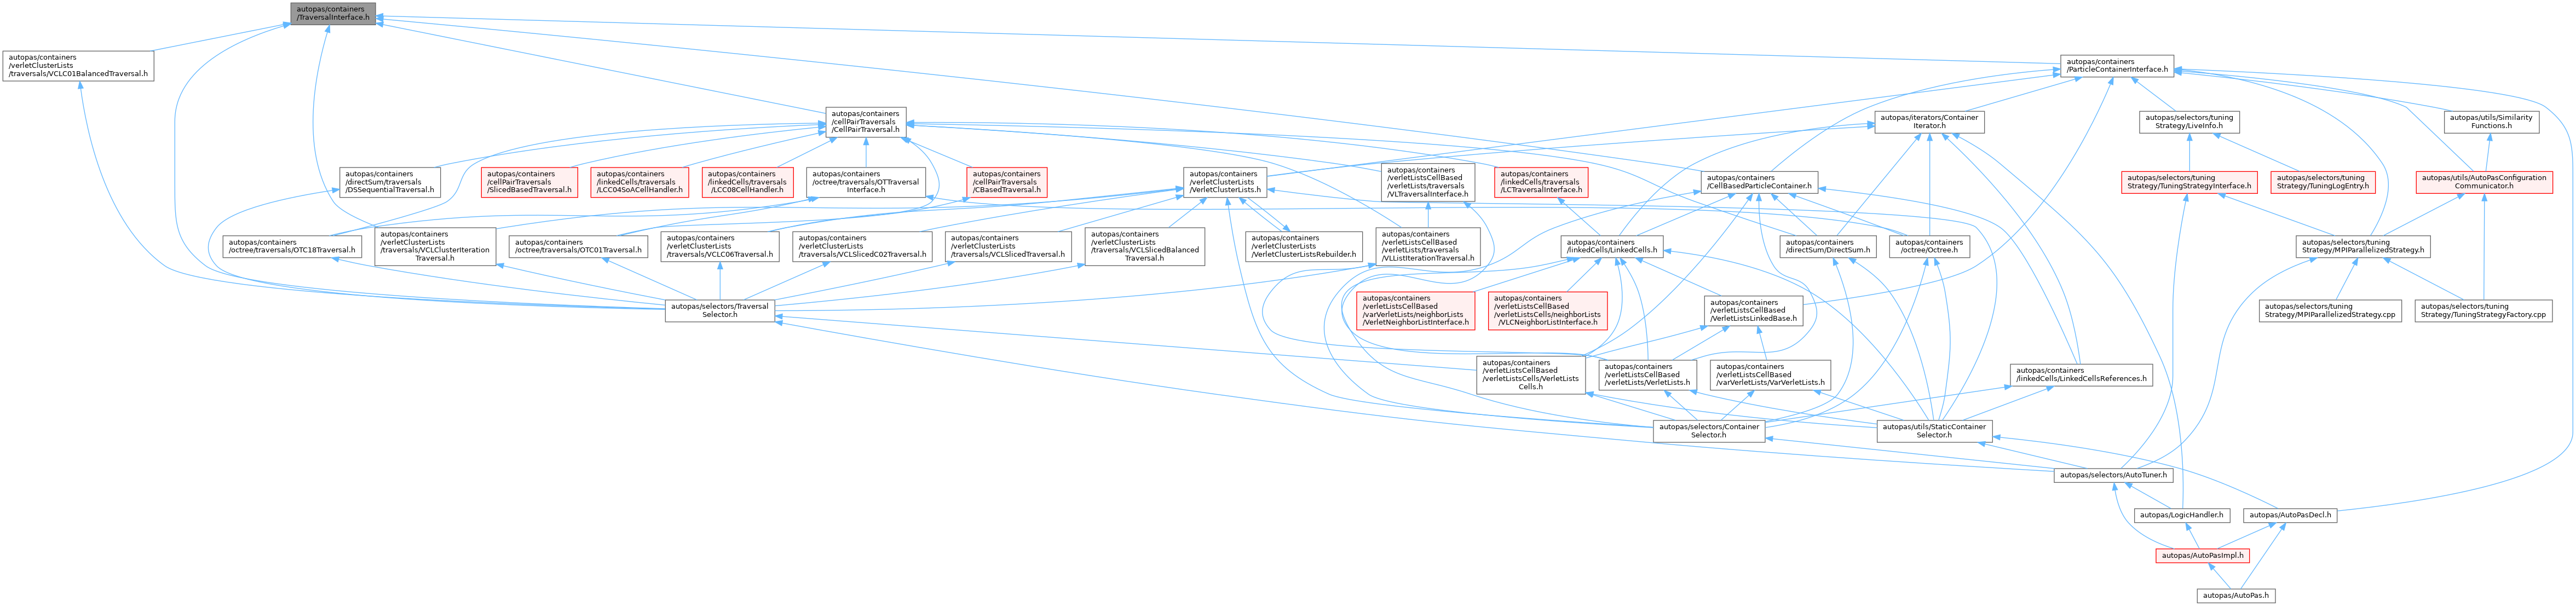 autopas/containers
/TraversalInterface.h
autopas/containers
/verletClusterLists
/traversals/VCLC01BalancedTraversal.h
autopas/containers
/ParticleContainerInterface.h
autopas/containers
/cellPairTraversals
/CellPairTraversal.h
autopas/iterators/Container
Iterator.h
autopas/selectors/tuning
Strategy/LiveInfo.h
autopas/utils/Similarity
Functions.h
autopas/containers
/directSum/traversals
/DSSequentialTraversal.h
autopas/containers
/cellPairTraversals
/SlicedBasedTraversal.h
autopas/containers
/linkedCells/traversals
/LCC04SoACellHandler.h
autopas/containers
/linkedCells/traversals
/LCC08CellHandler.h
autopas/containers
/octree/traversals/OTTraversal
Interface.h
autopas/containers
/cellPairTraversals
/CBasedTraversal.h
autopas/containers
/verletClusterLists
/VerletClusterLists.h
autopas/containers
/verletListsCellBased
/verletLists/traversals
/VLTraversalInterface.h
autopas/containers
/linkedCells/traversals
/LCTraversalInterface.h
autopas/containers
/CellBasedParticleContainer.h
autopas/selectors/tuning
Strategy/TuningStrategyInterface.h
autopas/selectors/tuning
Strategy/TuningLogEntry.h
autopas/utils/AutoPasConfiguration
Communicator.h
autopas/containers
/octree/traversals/OTC18Traversal.h
autopas/containers
/verletClusterLists
/traversals/VCLClusterIteration
Traversal.h
autopas/containers
/octree/traversals/OTC01Traversal.h
autopas/containers
/verletClusterLists
/traversals/VCLC06Traversal.h
autopas/containers
/verletClusterLists
/traversals/VCLSlicedC02Traversal.h
autopas/containers
/verletClusterLists
/traversals/VCLSlicedTraversal.h
autopas/containers
/verletClusterLists
/traversals/VCLSlicedBalanced
Traversal.h
autopas/containers
/verletClusterLists
/VerletClusterListsRebuilder.h
autopas/containers
/verletListsCellBased
/verletLists/traversals
/VLListIterationTraversal.h
autopas/containers
/linkedCells/LinkedCells.h
autopas/containers
/directSum/DirectSum.h
autopas/containers
/octree/Octree.h
autopas/selectors/tuning
Strategy/MPIParallelizedStrategy.h
autopas/selectors/Traversal
Selector.h
autopas/containers
/verletListsCellBased
/varVerletLists/neighborLists
/VerletNeighborListInterface.h
autopas/containers
/verletListsCellBased
/verletListsCells/neighborLists
/VLCNeighborListInterface.h
autopas/containers
/verletListsCellBased
/VerletListsLinkedBase.h
autopas/selectors/tuning
Strategy/MPIParallelizedStrategy.cpp
autopas/selectors/tuning
Strategy/TuningStrategyFactory.cpp
autopas/containers
/verletListsCellBased
/verletListsCells/VerletLists
Cells.h
autopas/containers
/verletListsCellBased
/verletLists/VerletLists.h
autopas/containers
/verletListsCellBased
/varVerletLists/VarVerletLists.h
autopas/containers
/linkedCells/LinkedCellsReferences.h
autopas/selectors/Container
Selector.h
autopas/utils/StaticContainer
Selector.h
autopas/selectors/AutoTuner.h
autopas/LogicHandler.h
autopas/AutoPasDecl.h
autopas/AutoPasImpl.h
autopas/AutoPas.h